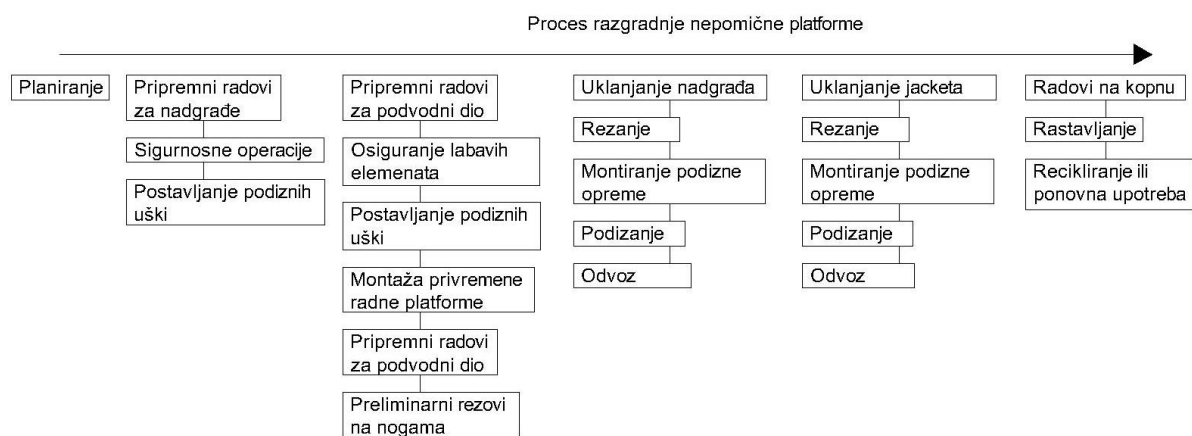 Proces razgradnje nepomične platforme
Planiranje
Pripremni radovi
za nadgrađe
Sigurnosne operacije
Postavljanje podiznih
uški
Pripremni radovi
za podvodni dio
Osiguranje labavih
elemenata
Postavljanje podiznih
uški
Montaža privremene
radne platforme
Pripremni radovi
za podvodni dio
Preliminarni rezovi
na nogama
Uklanjanje nadgrađa
Rezanje
Montiranje podizne
opreme
Podizanje
Odvoz
Uklanjanje jacketa
Rezanje
Montiranje podizne
opreme
Podizanje
Odvoz
Radovi na kopnu
Rastavljanje
Recikliranje ili
ponovna upotreba